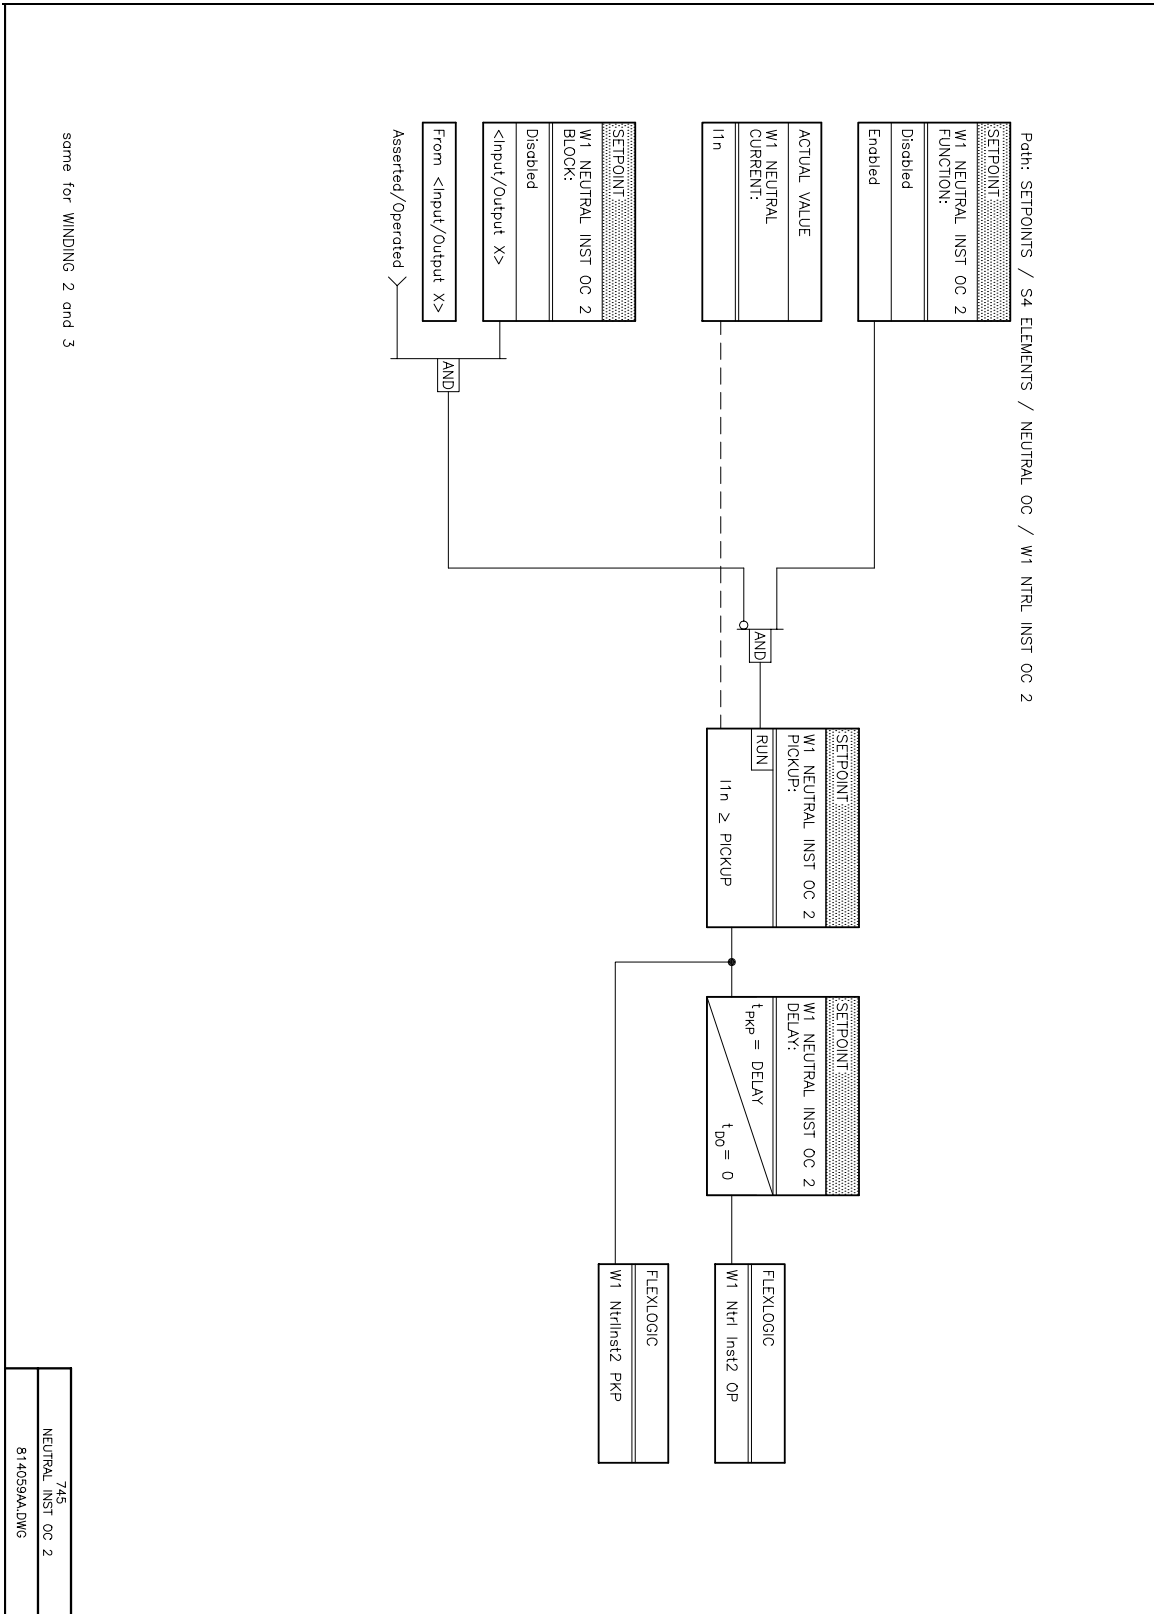 Path: SETPOINTS / S4 ELEMENTS / NEUTRAL OC / W1 NTRL INST OC 2
SETPOINT
W1 NEUTRAL INST OC 2
FUNCTION:
Disabled
Enabled
ACTUAL VALUE
W1 NEUTRAL
CURRENT:
I1n
SETPOINT
W1 NEUTRAL INST OC 2
BLOCK:
Disabled
<Input/Output X>
From <Input/Output X>
Asserted/Operated
AND
AND
SETPOINT
W1 NEUTRAL INST OC 2
PICKUP:
RUN
I1n ≥ PICKUP
SETPOINT
W1 NEUTRAL INST OC 2
DELAY:
tPKP = DELAY
tDO = 0
FLEXLOGIC
W1 Ntrl Inst2 OP
FLEXLOGIC
W1 NtrlInst2 PKP
same for WINDING 2 and 3
745
NEUTRAL INST OC 2
814059AA.DWG